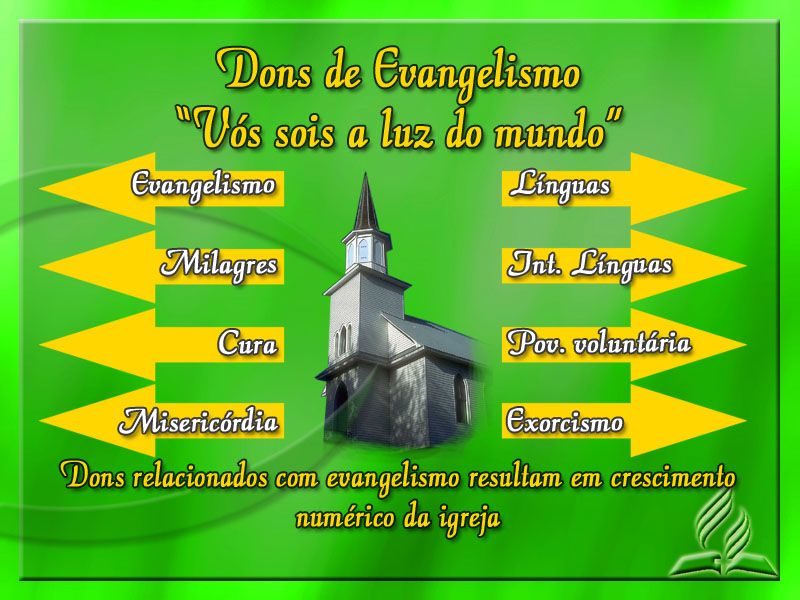 Dons de Evangelismo
“Vós sois a luz do mundo”
Evangelismo
Milagres
Cura
Misericórdia
Línguas
Int. Línguas
Pov. voluntária
Exorcismo
Dons relacionados com evangelismo resultam em crescimento
numérico da igreja